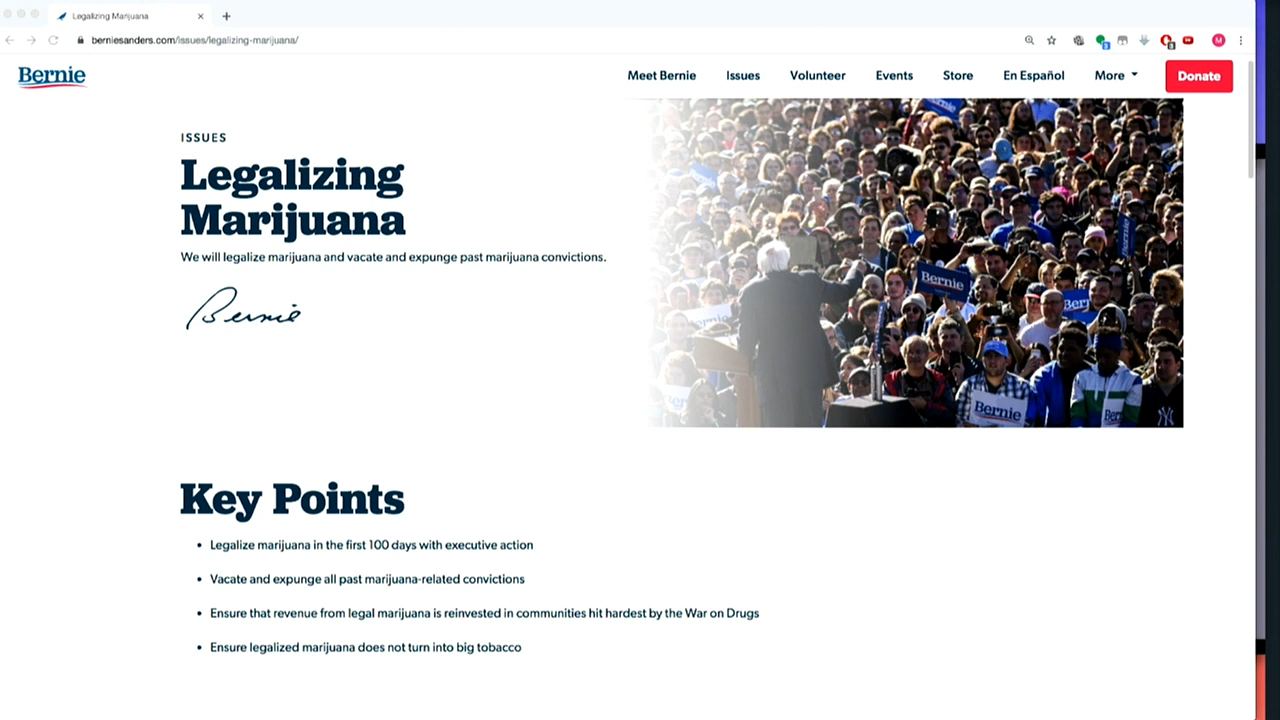 Legalizing Marijuana
berniesanders.com/issues/legalizing-marijuana/
M
Bernie
Meet Bernie
Issues
Volunteer
Events
Store
En Español
More
Donate
ISSUES
Legalizing
Marijuana
We will legalize marijuana and vacate and expunge past marijuana convictions.
Bernie
Bernie
Bernie
Key Points
Legalize marijuana in the first 100 days with executive action
Vacate and expunge all past marijuana-related convictions
Ensure that revenue from legal marijuana is reinvested in communities hit hardest by the War on Drugs
Ensure legalized marijuana does not turn into big tobacco